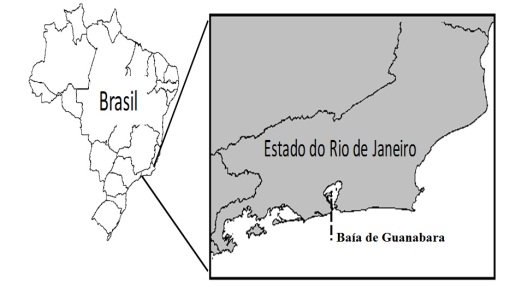 Brasil
Estado do Rio de Janeiro
Baía de Guanabara